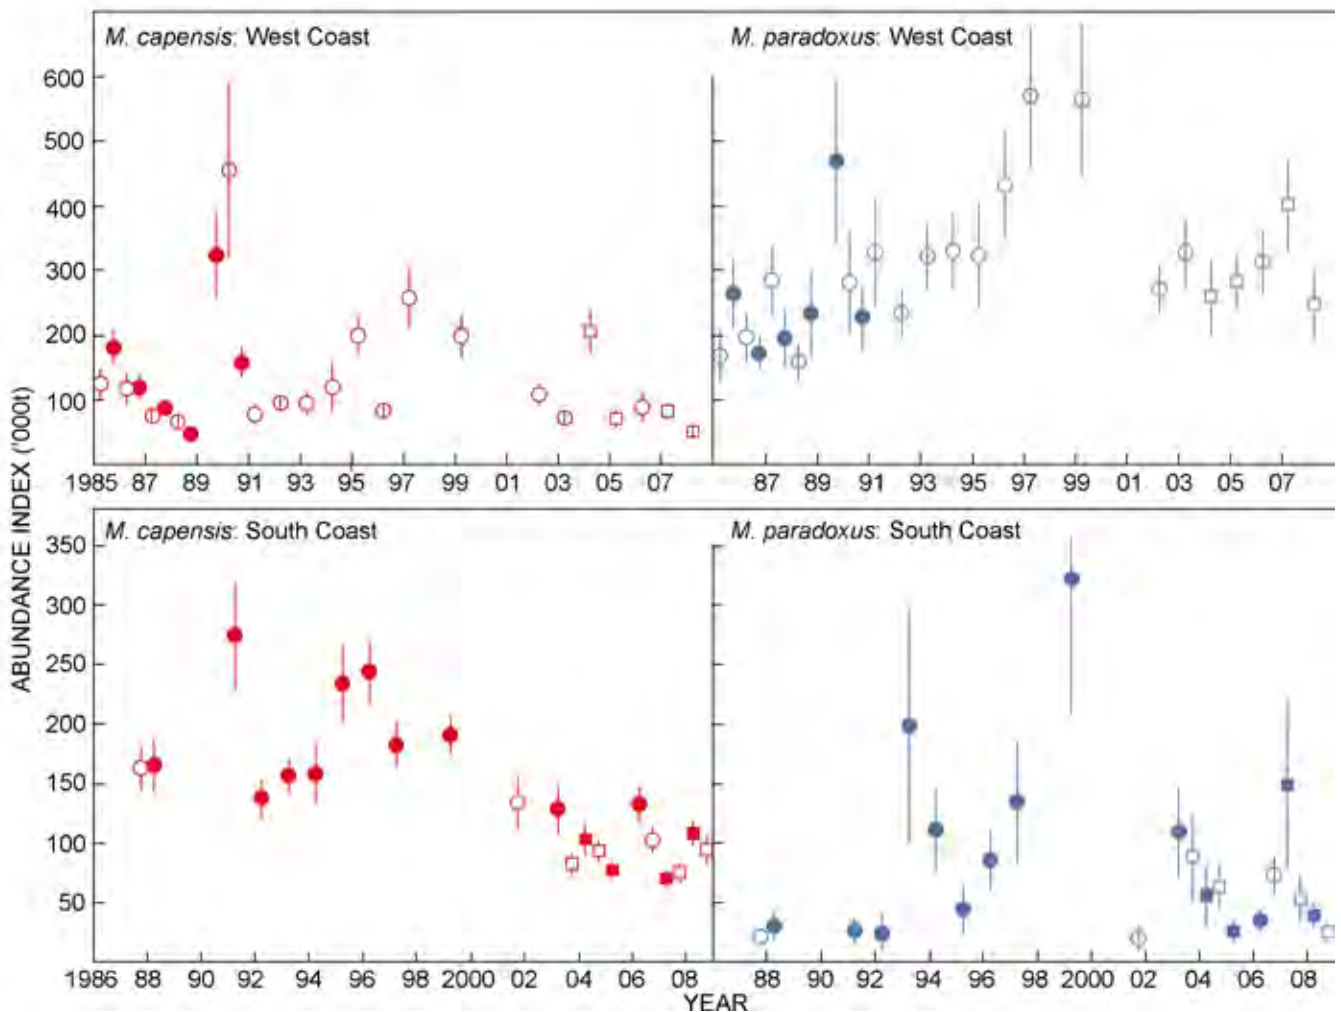 M. capensis: West Coast
M. paradoxus: West Coast
600
500
400
300
200
100
1985 87 89 91 93 95 97 99 01 03 05 07
87 89 91 93 95 97 99 01 03 05 07
ABUNDANCE INDEX ('000t)
M. capensis: South Coast
M. paradoxus: South Coast
350
300
250
200
150
100
50
1986 88 90 92 94 96 98 2000 02 04 06 08
88 90 92 94 96 98 2000 02 04 06 08
YEAR